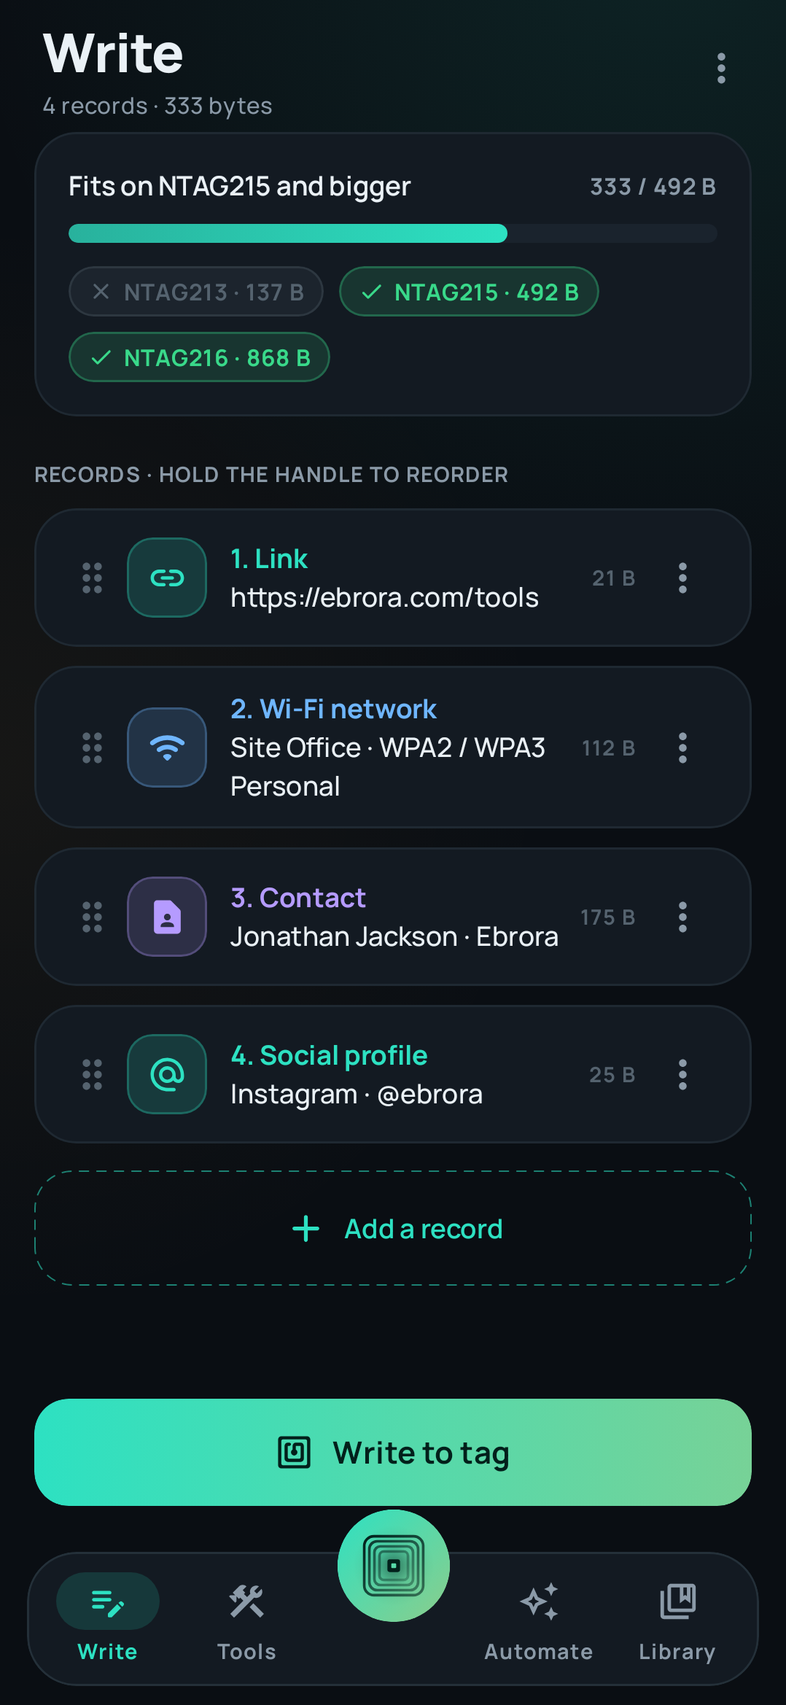 Write
4 records · 333 bytes
Fits on NTAG215 and bigger
333 / 492 B
NTAG213 · 137 B
NTAG215 · 492 B
NTAG216 · 868 B
RECORDS · HOLD THE HANDLE TO REORDER
1. Link
https://ebrora.com/tools
21 B
2. Wi-Fi network
Site Office · WPA2 / WPA3
Personal
112 B
3. Contact
Jonathan Jackson · Ebrora
175 B
4. Social profile
Instagram · @ebrora
25 B
Add a record
Write to tag
Write
Tools
Automate
Library